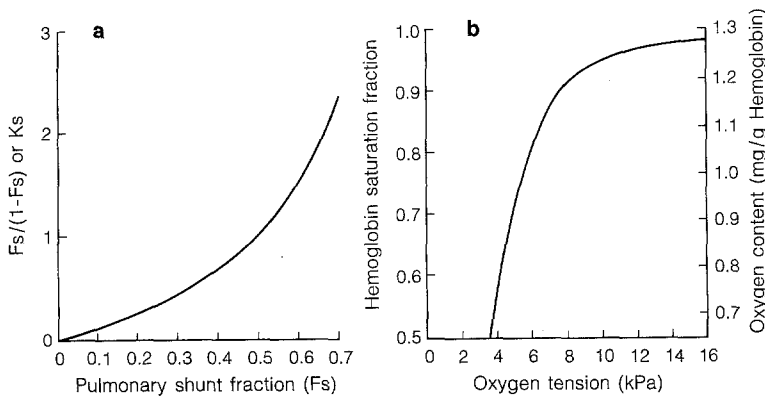 a
3
2
1
0
Fs/(1-Fs) or Ks
0 0.1 0.2 0.3 0.4 0.5 0.6 0.7
Pulmonary shunt fraction (Fs)
b
1.0
0.9
0.8
0.7
0.6
0.5
Hemoglobin saturation fraction
1.3
1.2
1.1
1.0
0.9
0.8
0.7
Oxygen content (mg/g Hemoglobin)
0 2 4 6 8 10 12 14 16
Oxygen tension (kPa)